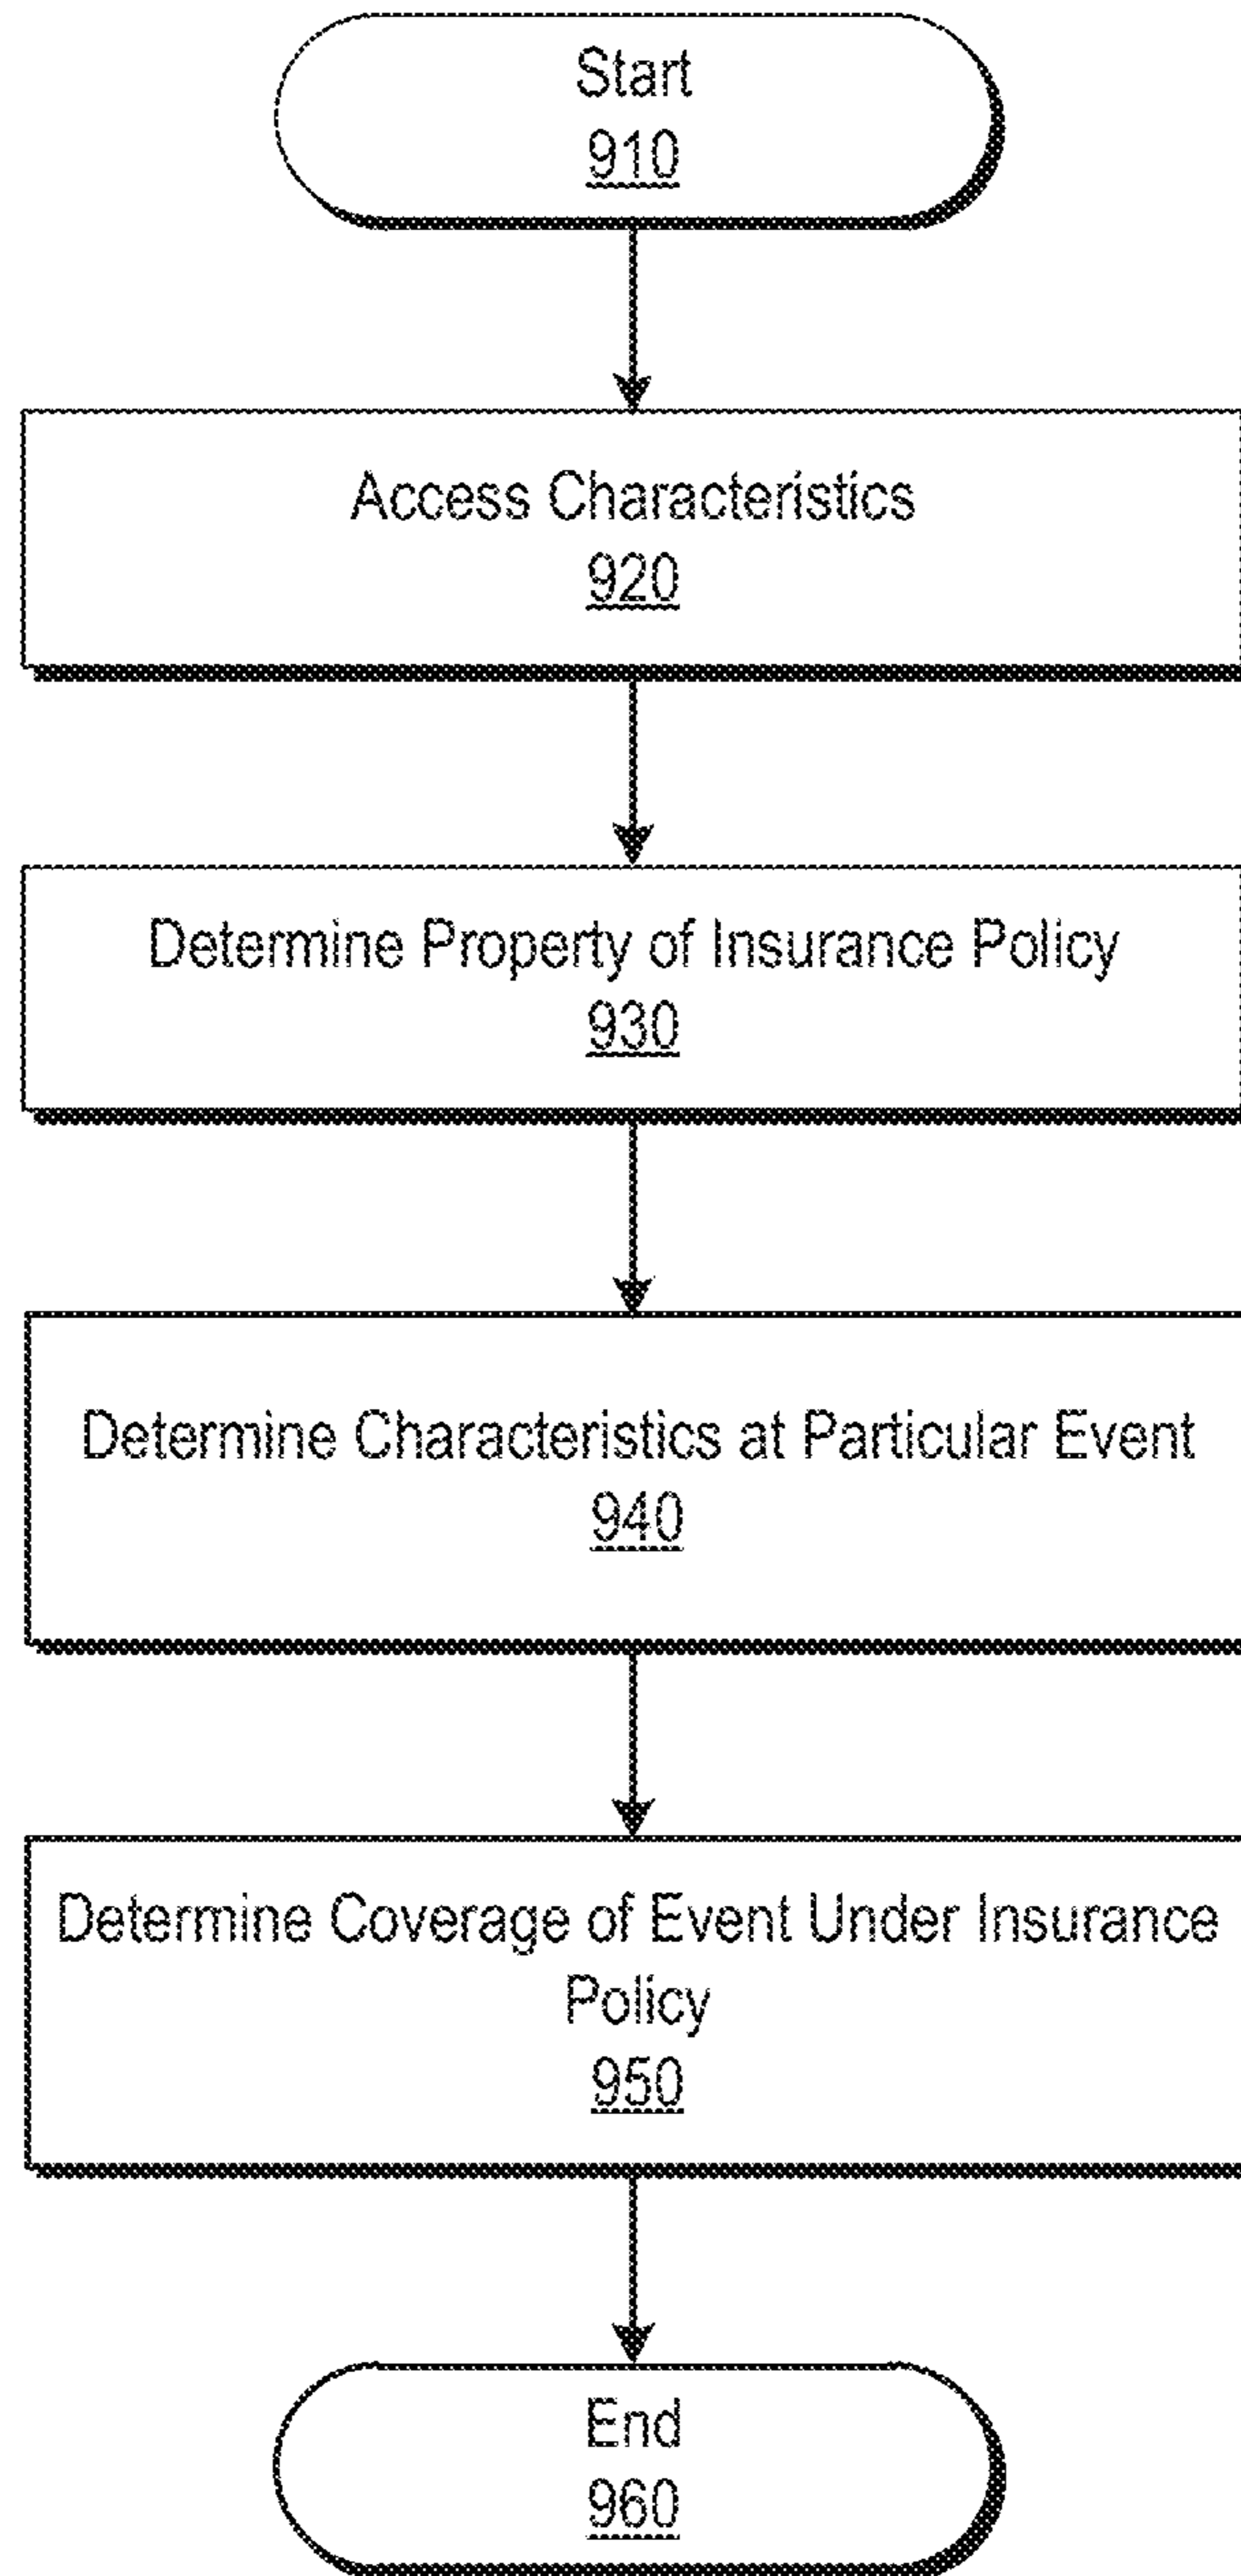 Start
910
Access Characteristics
920
Determine Property of Insurance Policy
930
Determine Characteristics at Particular Event
940
Determine Coverage of Event Under Insurance
Policy
950
End
960